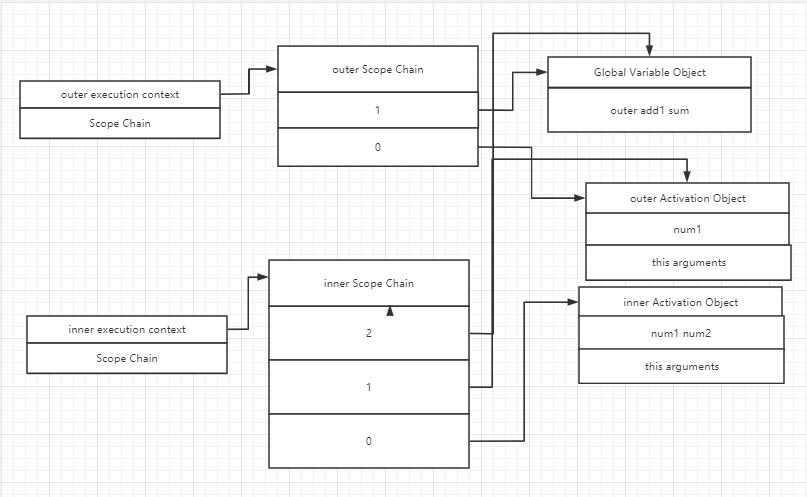 outer execution context
Scope Chain
outer Scope Chain
1
0
Global Variable Object
outer add1 sum
outer Activation Object
num1
this arguments
inner execution context
Scope Chain
inner Scope Chain
2
1
0
inner Activation Object
num1 num2
this arguments